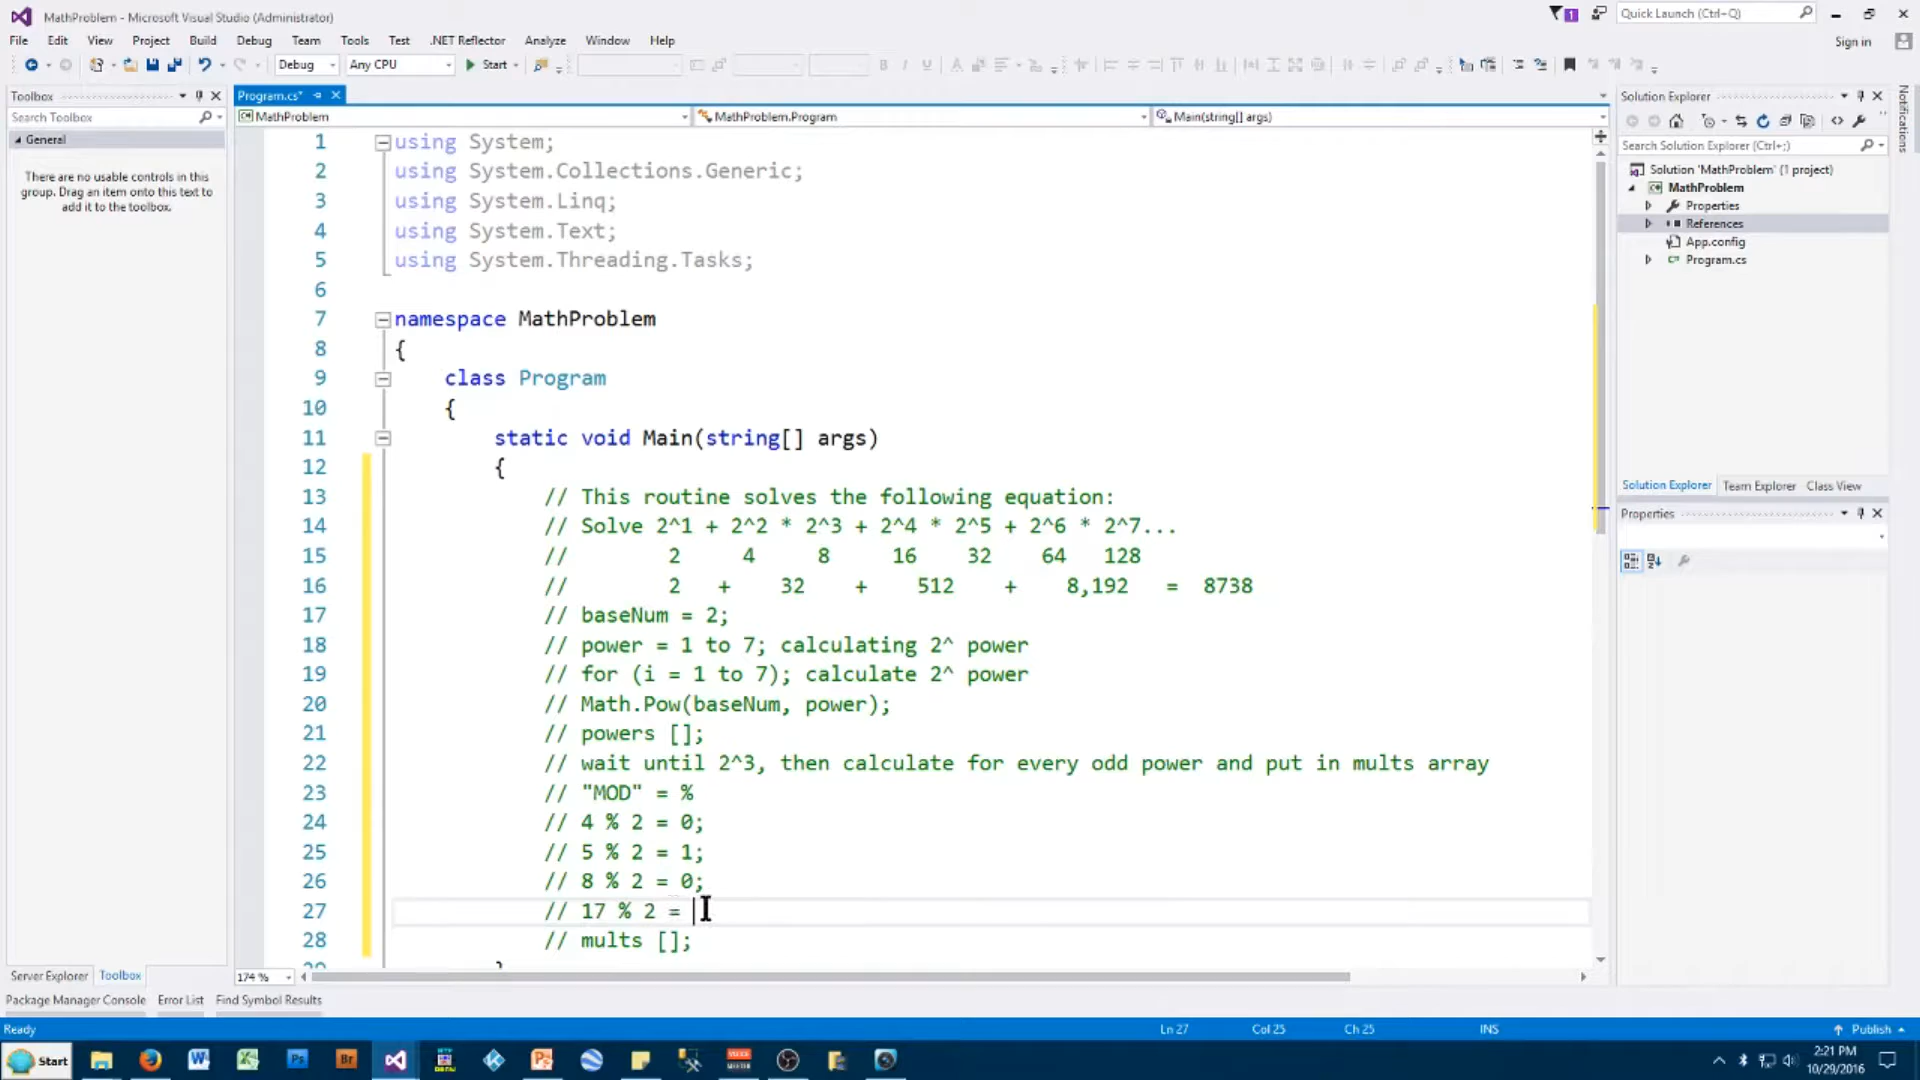 MathProblem - Microsoft Visual Studio (Administrator)
1
Quick Launch (Ctrl+Q)
File Edit View Project Build Debug Team Tools Test .NET Reflector Analyze Window Help
Sign in
Debug Any CPU Start
Toolbox
Search Toolbox
General
There are no usable controls in this
group. Drag an item onto this text to
add it to the toolbox.
Program.cs*
MathProblem MathProblem.Program Main(string[] args)
1 using System;
2 using System.Collections.Generic;
3 using System.Linq;
4 using System.Text;
5 using System.Threading.Tasks;
6
7 namespace MathProblem
8 {
9 class Program
10 {
11 static void Main(string[] args)
12 {
13 // This routine solves the following equation:
14 // Solve 2^1 + 2^2 * 2^3 + 2^4 * 2^5 + 2^6 * 2^7...
15 // 2 4 8 16 32 64 128
16 // 2 + 32 + 512 + 8,192 = 8738
17 // baseNum = 2;
18 // power = 1 to 7; calculating 2^ power
19 // for (i = 1 to 7); calculate 2^ power
20 // Math.Pow(baseNum, power);
21 // powers [];
22 // wait until 2^3, then calculate for every odd power and put in mults array
23 // "MOD" = %
24 // 4 % 2 = 0;
25 // 5 % 2 = 1;
26 // 8 % 2 = 0;
27 // 17 % 2 =
28 // mults [];
174 %
Solution Explorer
Search Solution Explorer (Ctrl+;)
Solution 'MathProblem' (1 project)
MathProblem
Properties
References
App.config
Program.cs
Solution Explorer Team Explorer Class View
Properties
Notifications
Server Explorer Toolbox
Package Manager Console Error List Find Symbol Results
Ready Ln 27 Col 25 Ch 25 INS Publish
Start
2:21 PM
10/29/2016